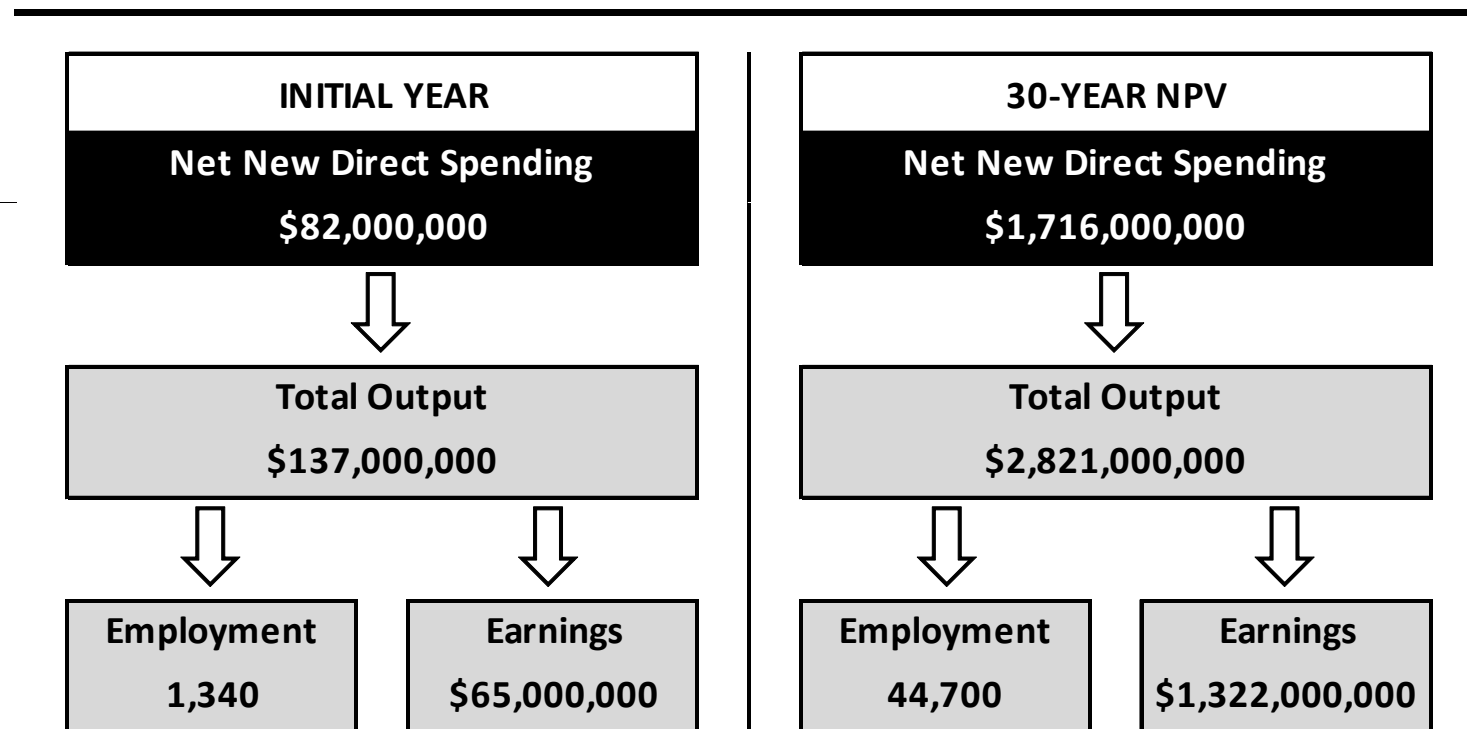 INITIAL YEAR
Net New Direct Spending
$82,000,000
Total Output
$137,000,000
Employment
1,340
Earnings
$65,000,000
30-YEAR NPV
Net New Direct Spending
$1,716,000,000
Total Output
$2,821,000,000
Employment
44,700
Earnings
$1,322,000,000